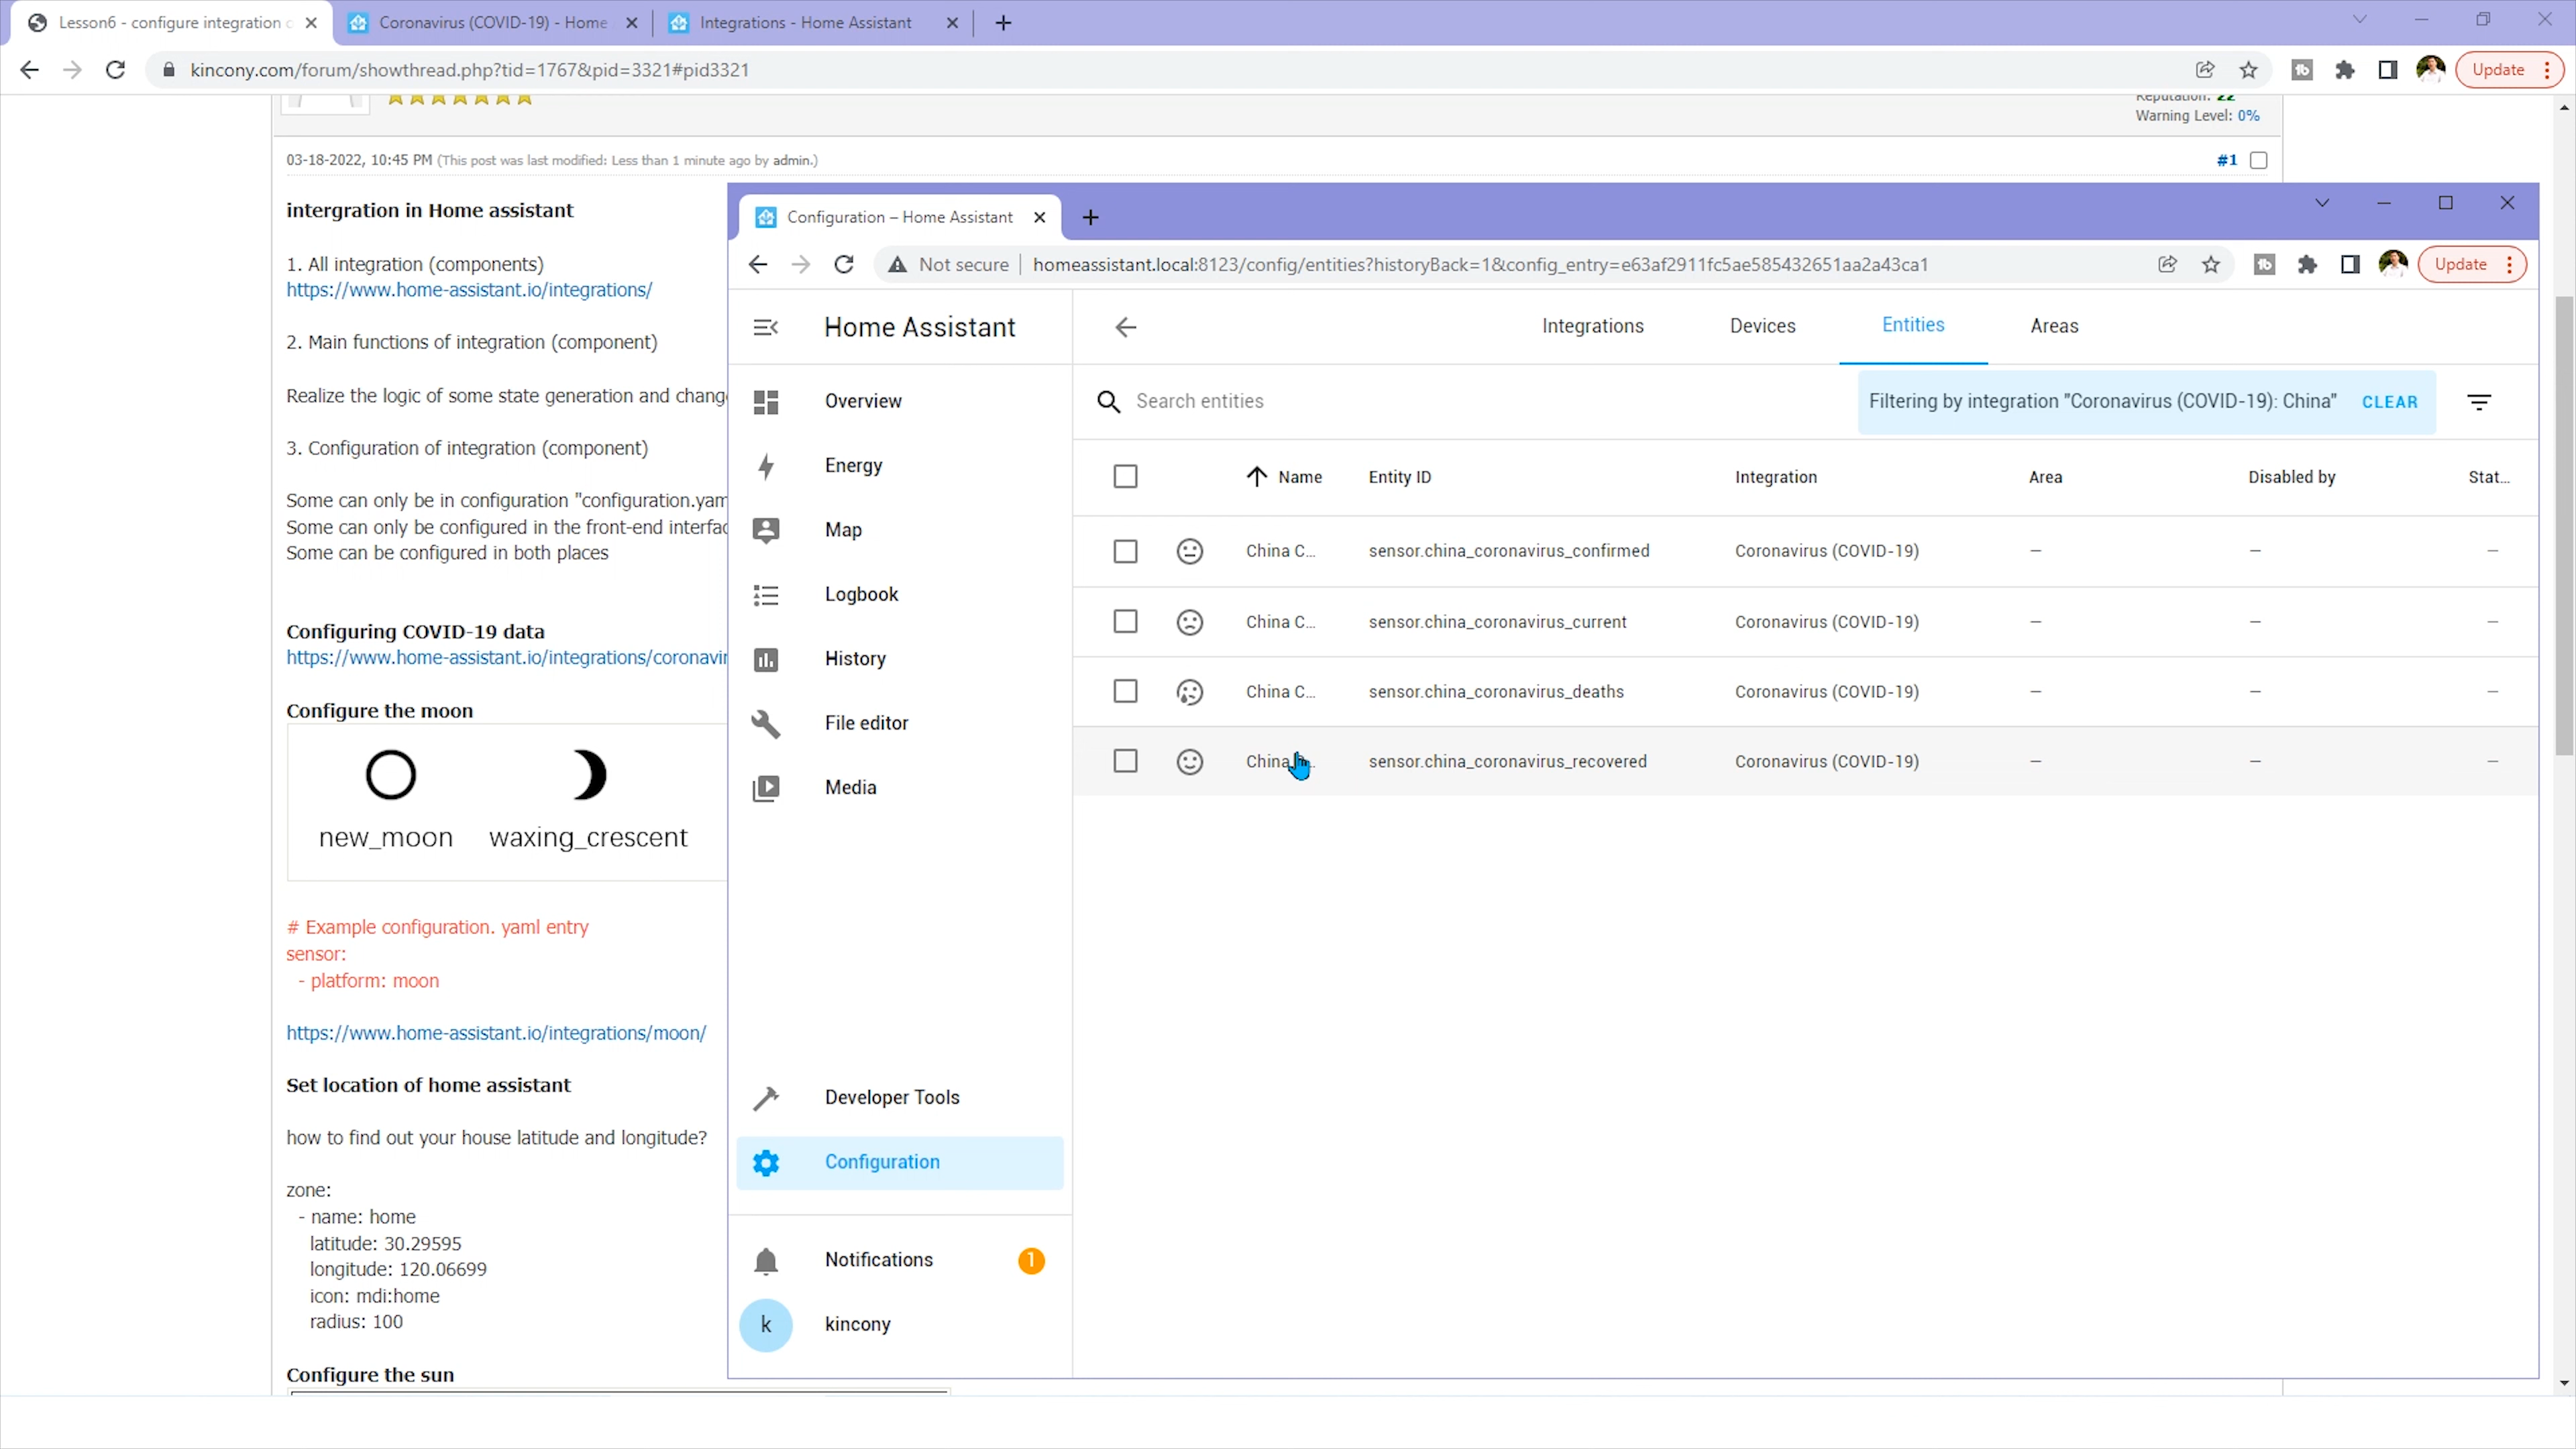 Lesson6 - configure integration o
Coronavirus (COVID-19) - Home
Integrations - Home Assistant
kincony.com/forum/showthread.php?tid=1767&pid=3321#pid3321
Update
Reputation: 22
Warning Level: 0%
03-18-2022, 10:45 PM (This post was last modified: Less than 1 minute ago by admin.)
#1
intergration in Home assistant
1. All integration (components)
https://www.home-assistant.io/integrations/
2. Main functions of integration (component)
Realize the logic of some state generation and chang
3. Configuration of integration (component)
Some can only be in configuration "configuration.yam
Some can only be configured in the front-end interfac
Some can be configured in both places
Configuring COVID-19 data
https://www.home-assistant.io/integrations/coronavir
Configure the moon
new_moon waxing_crescent
# Example configuration. yaml entry
sensor:
- platform: moon
https://www.home-assistant.io/integrations/moon/
Set location of home assistant
how to find out your house latitude and longitude?
zone:
- name: home
latitude: 30.29595
longitude: 120.06699
icon: mdi:home
radius: 100
Configure the sun
Configuration – Home Assistant
Not secure
homeassistant.local:8123/config/entities?historyBack=1&config_entry=e63af2911fc5ae585432651aa2a43ca1
Update
Home Assistant
Overview
Energy
Map
Logbook
History
File editor
Media
Developer Tools
Configuration
Notifications 1
k kincony
Integrations Devices Entities Areas
Search entities
Filtering by integration "Coronavirus (COVID-19): China" CLEAR
Name Entity ID Integration Area Disabled by Stat...
China C... sensor.china_coronavirus_confirmed Coronavirus (COVID-19) – – –
China C... sensor.china_coronavirus_current Coronavirus (COVID-19) – – –
China C... sensor.china_coronavirus_deaths Coronavirus (COVID-19) – – –
China sensor.china_coronavirus_recovered Coronavirus (COVID-19) – – –